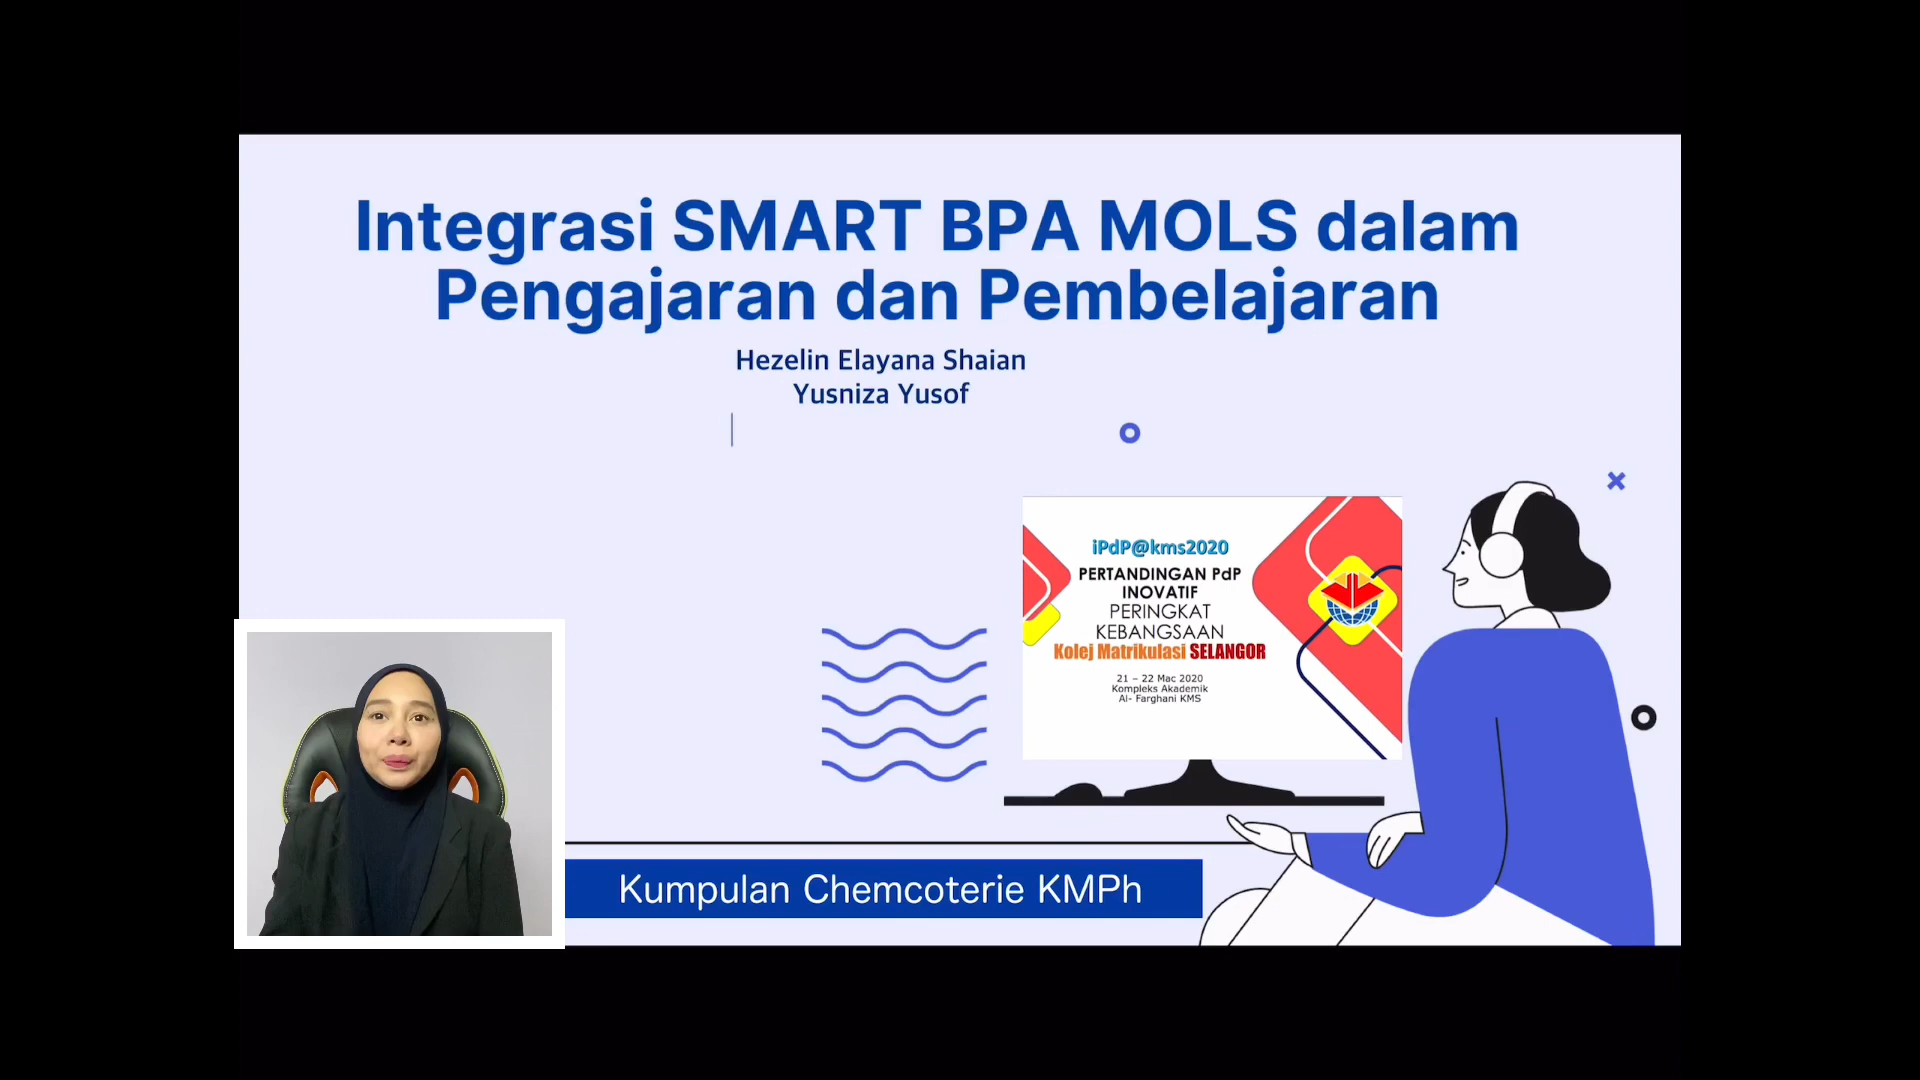 Integrasi SMART BPA MOLS dalam
Pengajaran dan Pembelajaran
Hezelin Elayana Shaian
Yusniza Yusof
iPdP@kms2020
PERTANDINGAN PdP
INOVATIF
PERINGKAT
KEBANGSAAN
Kolej Matrikulasi SELANGOR
21 – 22 Mac 2020
Kompleks Akademik
Al- Farghani KMS
Kumpulan Chemcoterie KMPh